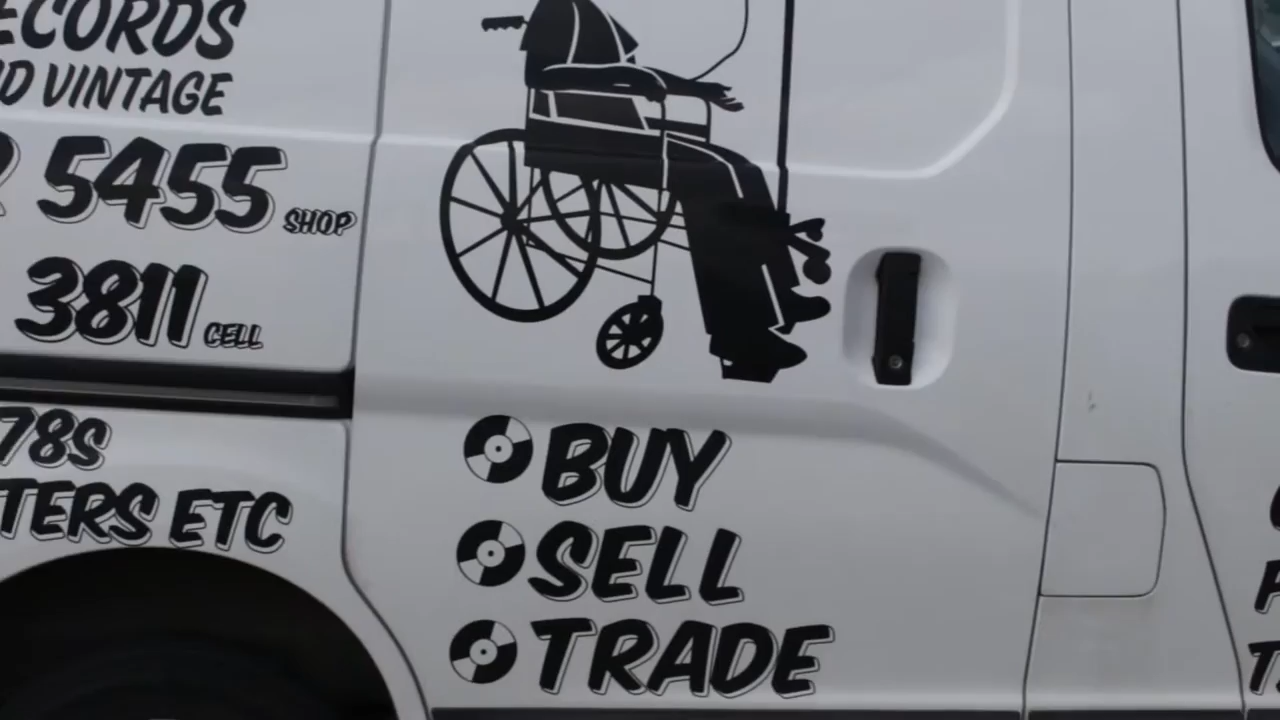 ECORDS
D VINTAGE
5455 SHOP
3811 CELL
78S
TERS ETC
BUY
SELL
TRADE